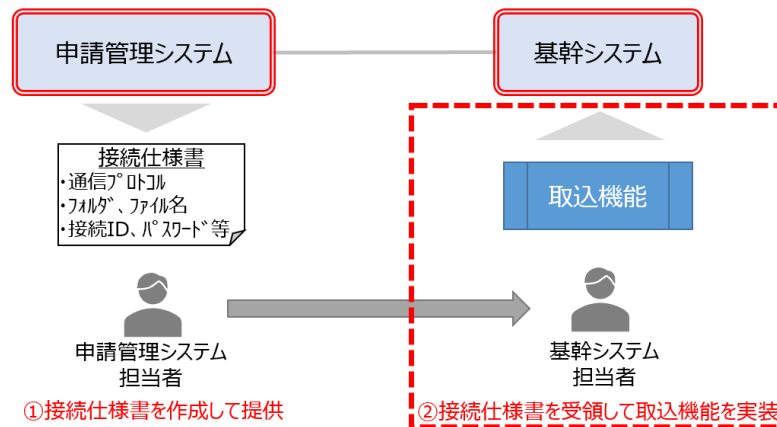 申請管理システム
基幹システム
接続仕様書
・通信ﾌﾟﾛﾄｺﾙ
・ﾌｫﾙﾀﾞ、ﾌｧｲﾙ名
・接続ID、ﾊﾟｽﾜｰﾄﾞ等
取込機能
申請管理システム
担当者
基幹システム
担当者
①接続仕様書を作成して提供
②接続仕様書を受領して取込機能を実装